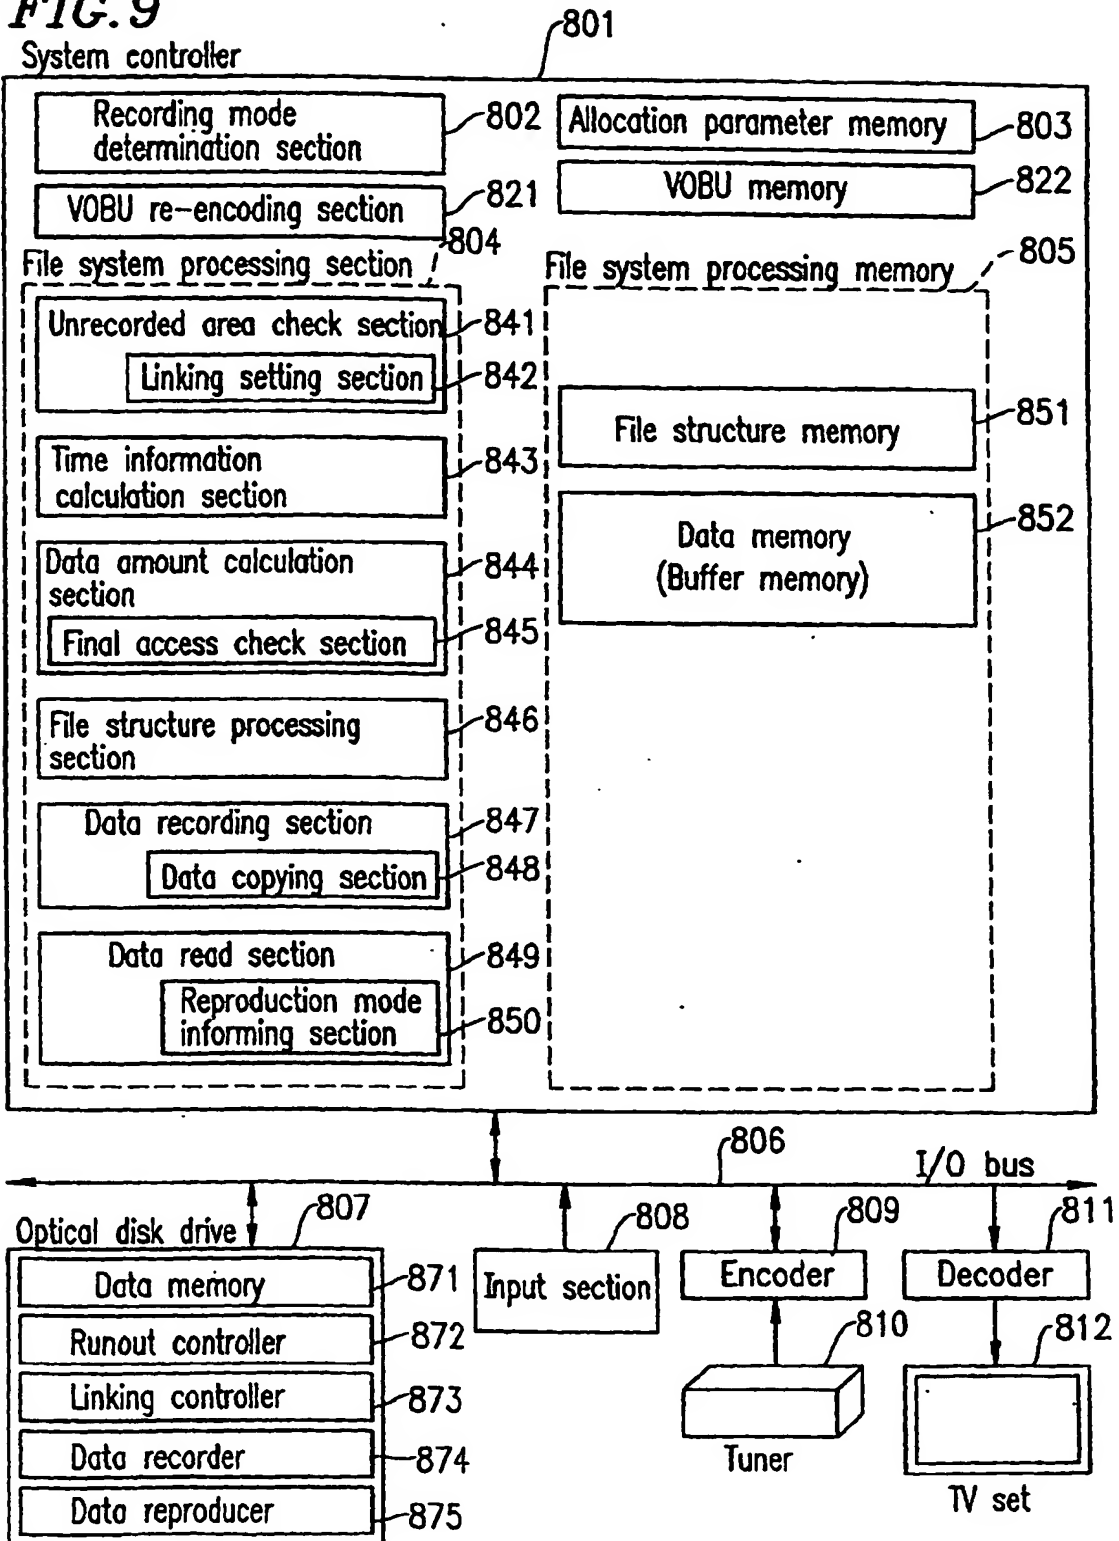 FIG. 9
801
System controller
Recording mode
determination section
802
Allocation parameter memory
803
VOBU re-encoding section
821
VOBU memory
822
File system processing section
804
File system processing memory
805
Unrecorded area check section
841
Linking setting section
842
Time information
calculation section
843
Data amount calculation
section
844
Final access check section
845
File structure processing
section
846
Data recording section
847
Data copying section
848
Data read section
849
Reproduction mode
informing section
850
File structure memory
851
Data memory
(Buffer memory)
852
806
I/O bus
Optical disk drive
807
Data memory
871
Runout controller
872
Linking controller
873
Data recorder
874
Data reproducer
875
Input section
808
Encoder
809
810
Tuner
Decoder
811
812
TV set